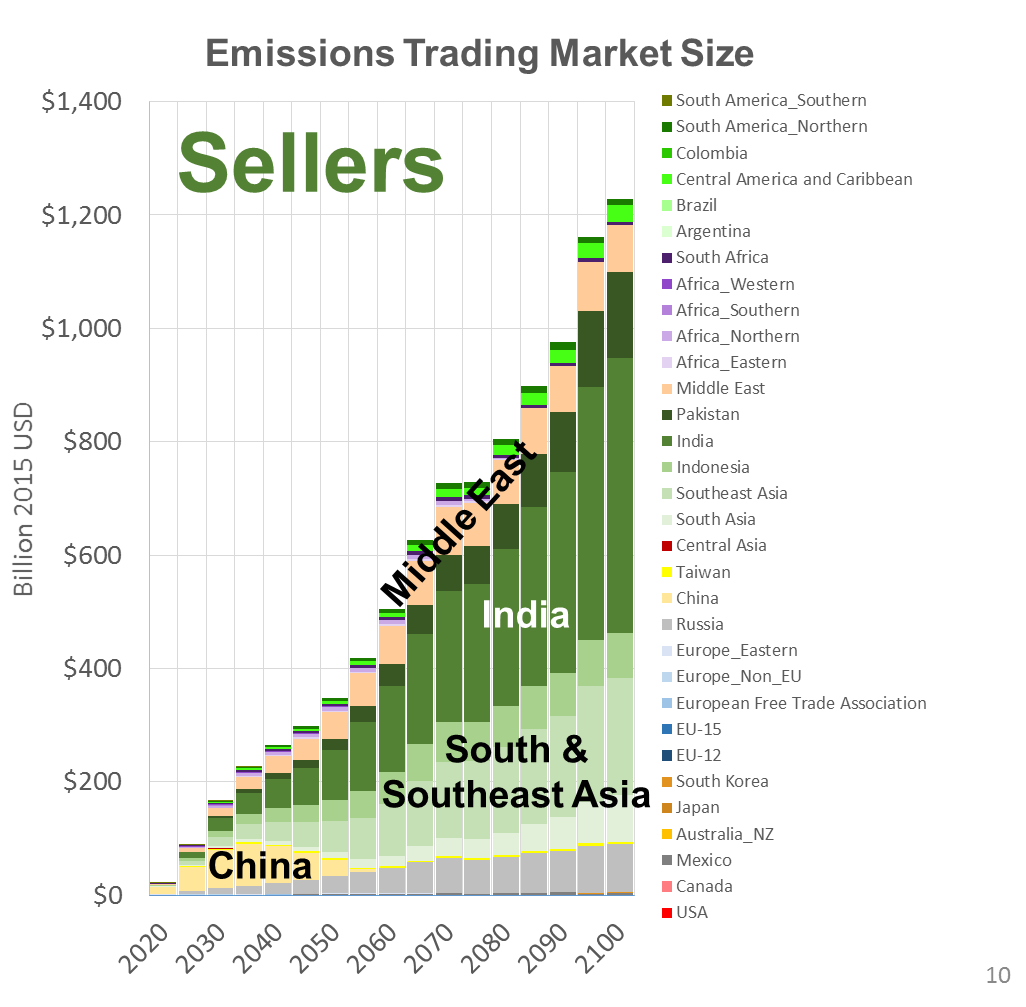 Emissions Trading Market Size
Sellers
Billion 2015 USD
$1,400
$1,200
$1,000
$800
$600
$400
$200
$0
Middle East
India
South &
Southeast Asia
China
2020
2030
2040
2050
2060
2070
2080
2090
2100
South America_Southern
South America_Northern
Colombia
Central America and Caribbean
Brazil
Argentina
South Africa
Africa_Western
Africa_Southern
Africa_Northern
Africa_Eastern
Middle East
Pakistan
India
Indonesia
Southeast Asia
South Asia
Central Asia
Taiwan
China
Russia
Europe_Eastern
Europe_Non_EU
European Free Trade Association
EU-15
EU-12
South Korea
Japan
Australia_NZ
Mexico
Canada
USA
10